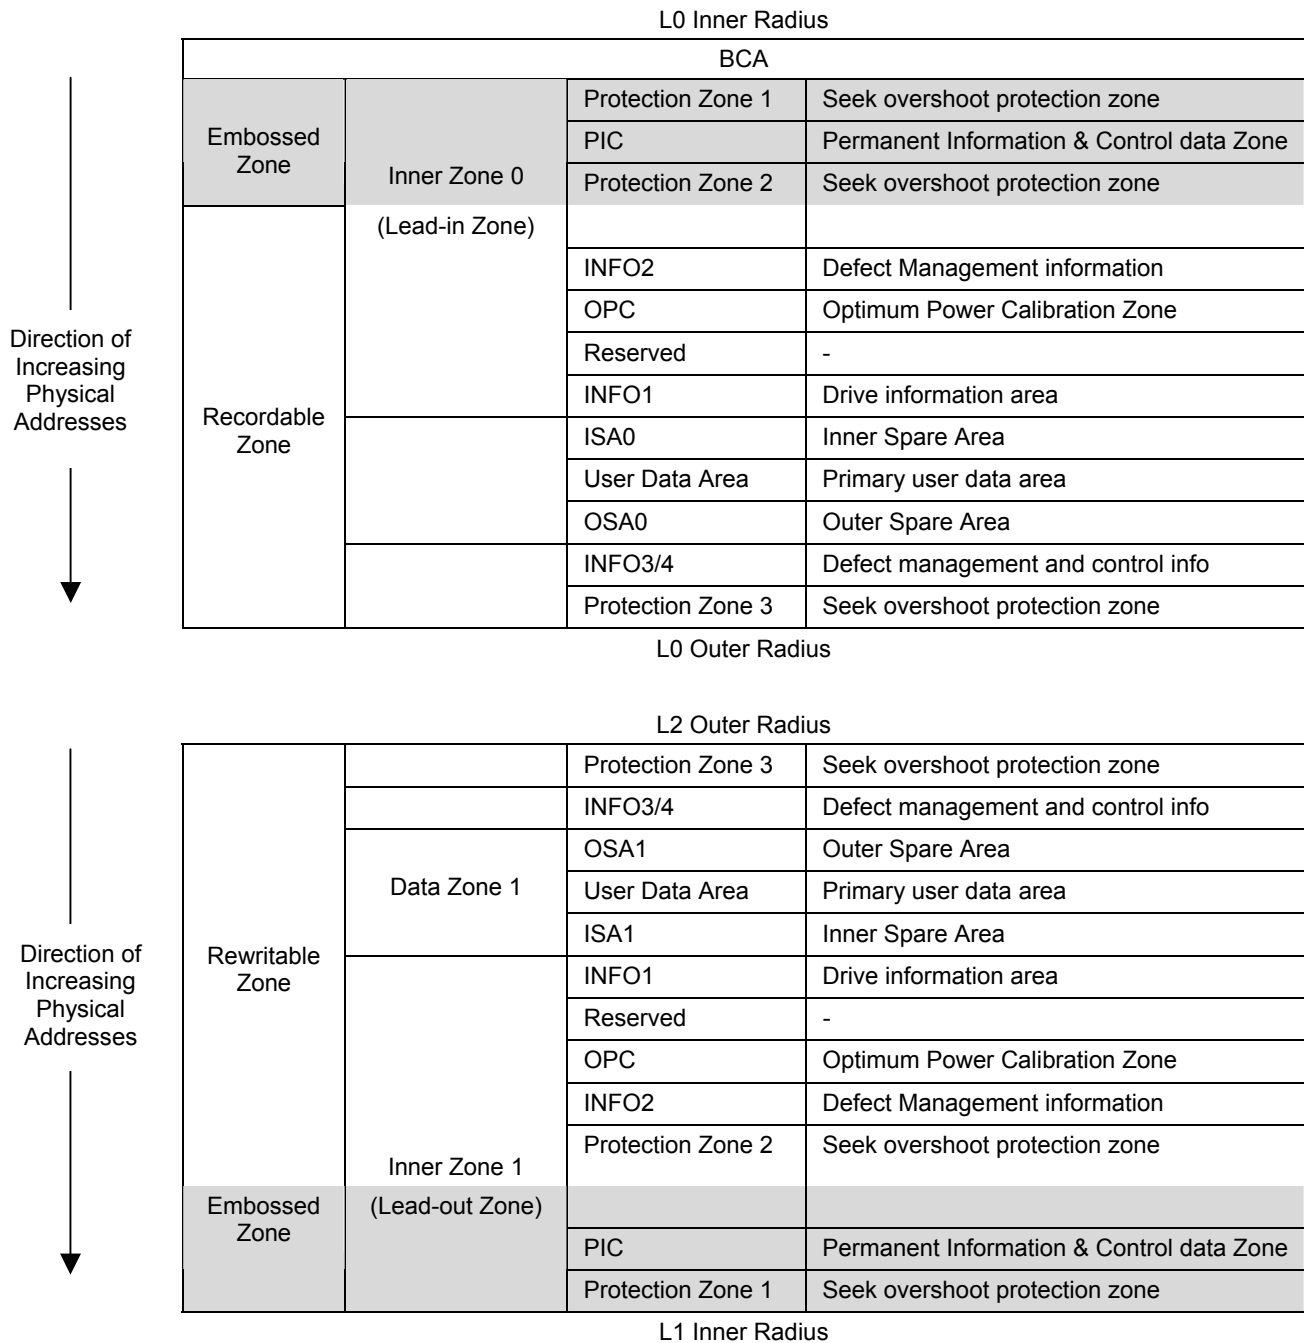 L0 Inner Radius
BCA
Embossed Zone
Inner Zone 0
(Lead-in Zone)
Protection Zone 1 Seek overshoot protection zone
PIC Permanent Information & Control data Zone
Protection Zone 2 Seek overshoot protection zone
INFO2 Defect Management information
OPC Optimum Power Calibration Zone
Reserved -
INFO1 Drive information area
Direction of
Increasing
Physical
Addresses
Recordable
Zone
ISA0 Inner Spare Area
User Data Area Primary user data area
OSA0 Outer Spare Area
INFO3/4 Defect management and control info
Protection Zone 3 Seek overshoot protection zone
L0 Outer Radius
L2 Outer Radius
Protection Zone 3 Seek overshoot protection zone
INFO3/4 Defect management and control info
Data Zone 1
OSA1 Outer Spare Area
User Data Area Primary user data area
ISA1 Inner Spare Area
Direction of
Increasing
Physical
Addresses
Rewritable
Zone
INFO1 Drive information area
Reserved -
OPC Optimum Power Calibration Zone
INFO2 Defect Management information
Protection Zone 2 Seek overshoot protection zone
Inner Zone 1
(Lead-out Zone)
Embossed
Zone
PIC Permanent Information & Control data Zone
Protection Zone 1 Seek overshoot protection zone
L1 Inner Radius